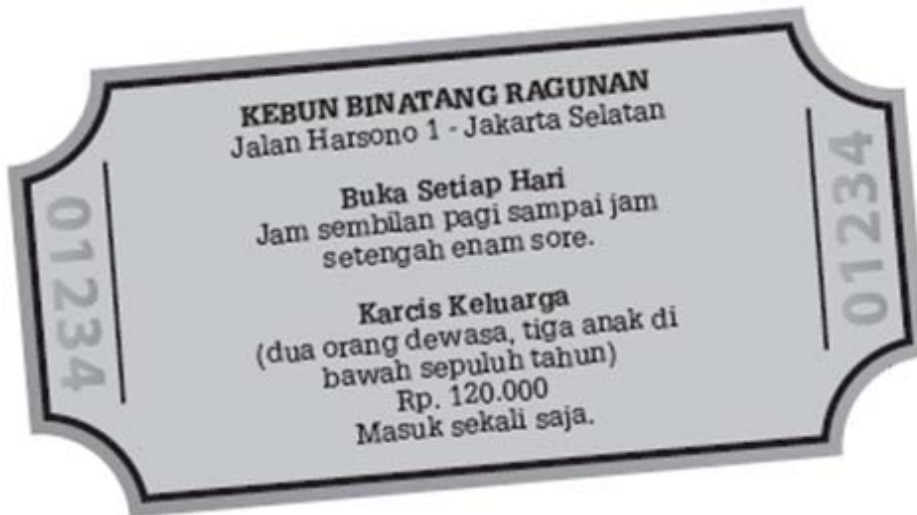 KEBUN BINATANG RAGUNAN
Jalan Harsono 1 - Jakarta Selatan
Buka Setiap Hari
Jam sembilan pagi sampai jam
setengah enam sore.
Karcis Keluarga
(dua orang dewasa, tiga anak di
bawah sepuluh tahun)
Rp. 120.000
Masuk sekali saja.
01234
01234